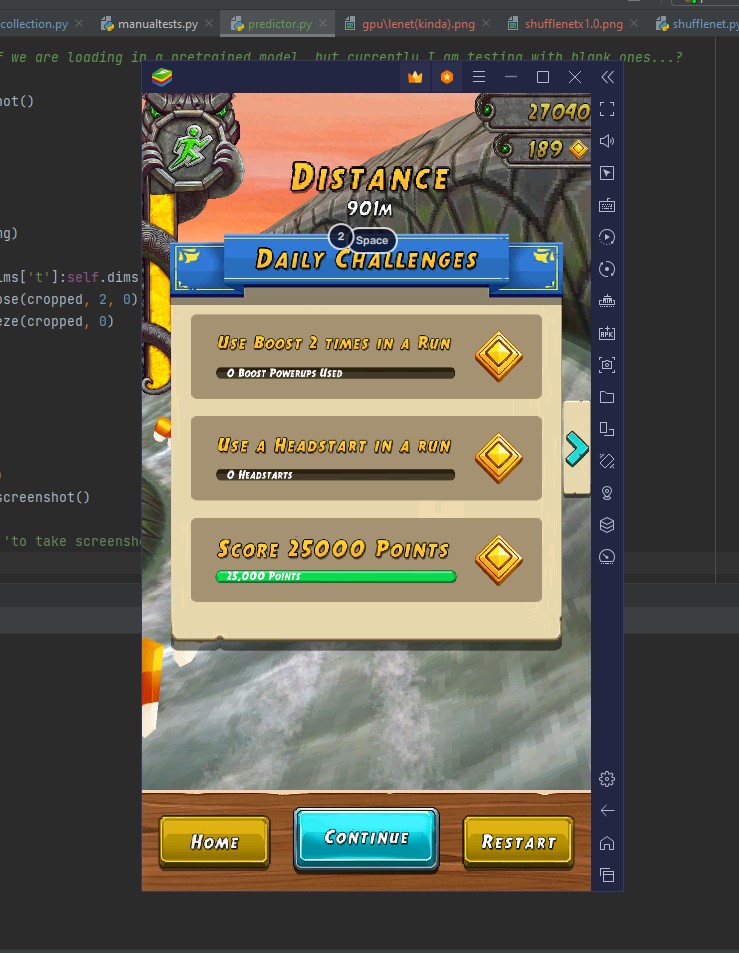 collection.py
manualtests.py
predictor.py
gpu\lenet(kinda).png
shufflenetx1.0.png
shufflenet.py
f we are loading in a pretrained model, but currently I am testing with blank ones...?
not()
ng)
ims['t']:self.dims
ose(cropped, 2, 0)
eze(cropped, 0)
)
screenshot()
'to take screensh
27040
189
Distance
901m
2
Space
Daily Challenges
Use Boost 2 times in a Run
0 Boost Powerups Used
Use a Headstart in a run
0 Headstarts
APK
Score 25000 Points
25,000 Points
Home
Continue
Restart